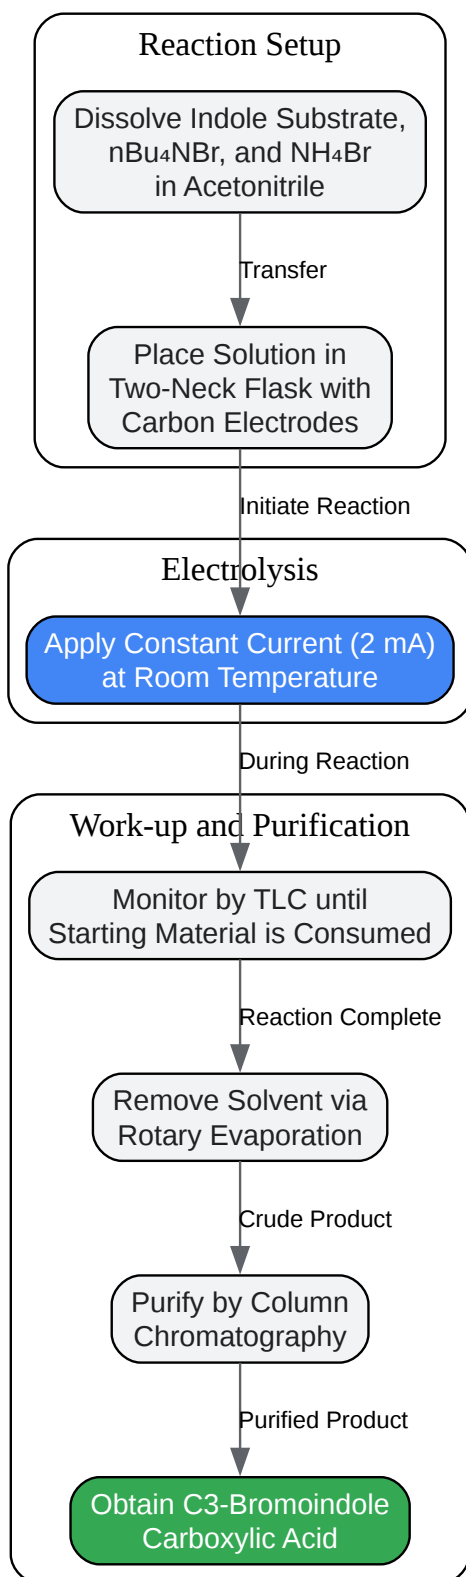 Reaction Setup
Dissolve Indole Substrate,
nBu₄NBr, and NH₄Br
in Acetonitrile
Transfer
Place Solution in
Two-Neck Flask with
Carbon Electrodes
Initiate Reaction
Electrolysis
Apply Constant Current (2 mA)
at Room Temperature
During Reaction
Work-up and Purification
Monitor by TLC until
Starting Material is Consumed
Reaction Complete
Remove Solvent via
Rotary Evaporation
Crude Product
Purify by Column
Chromatography
Purified Product
Obtain C3-Bromoindole
Carboxylic Acid